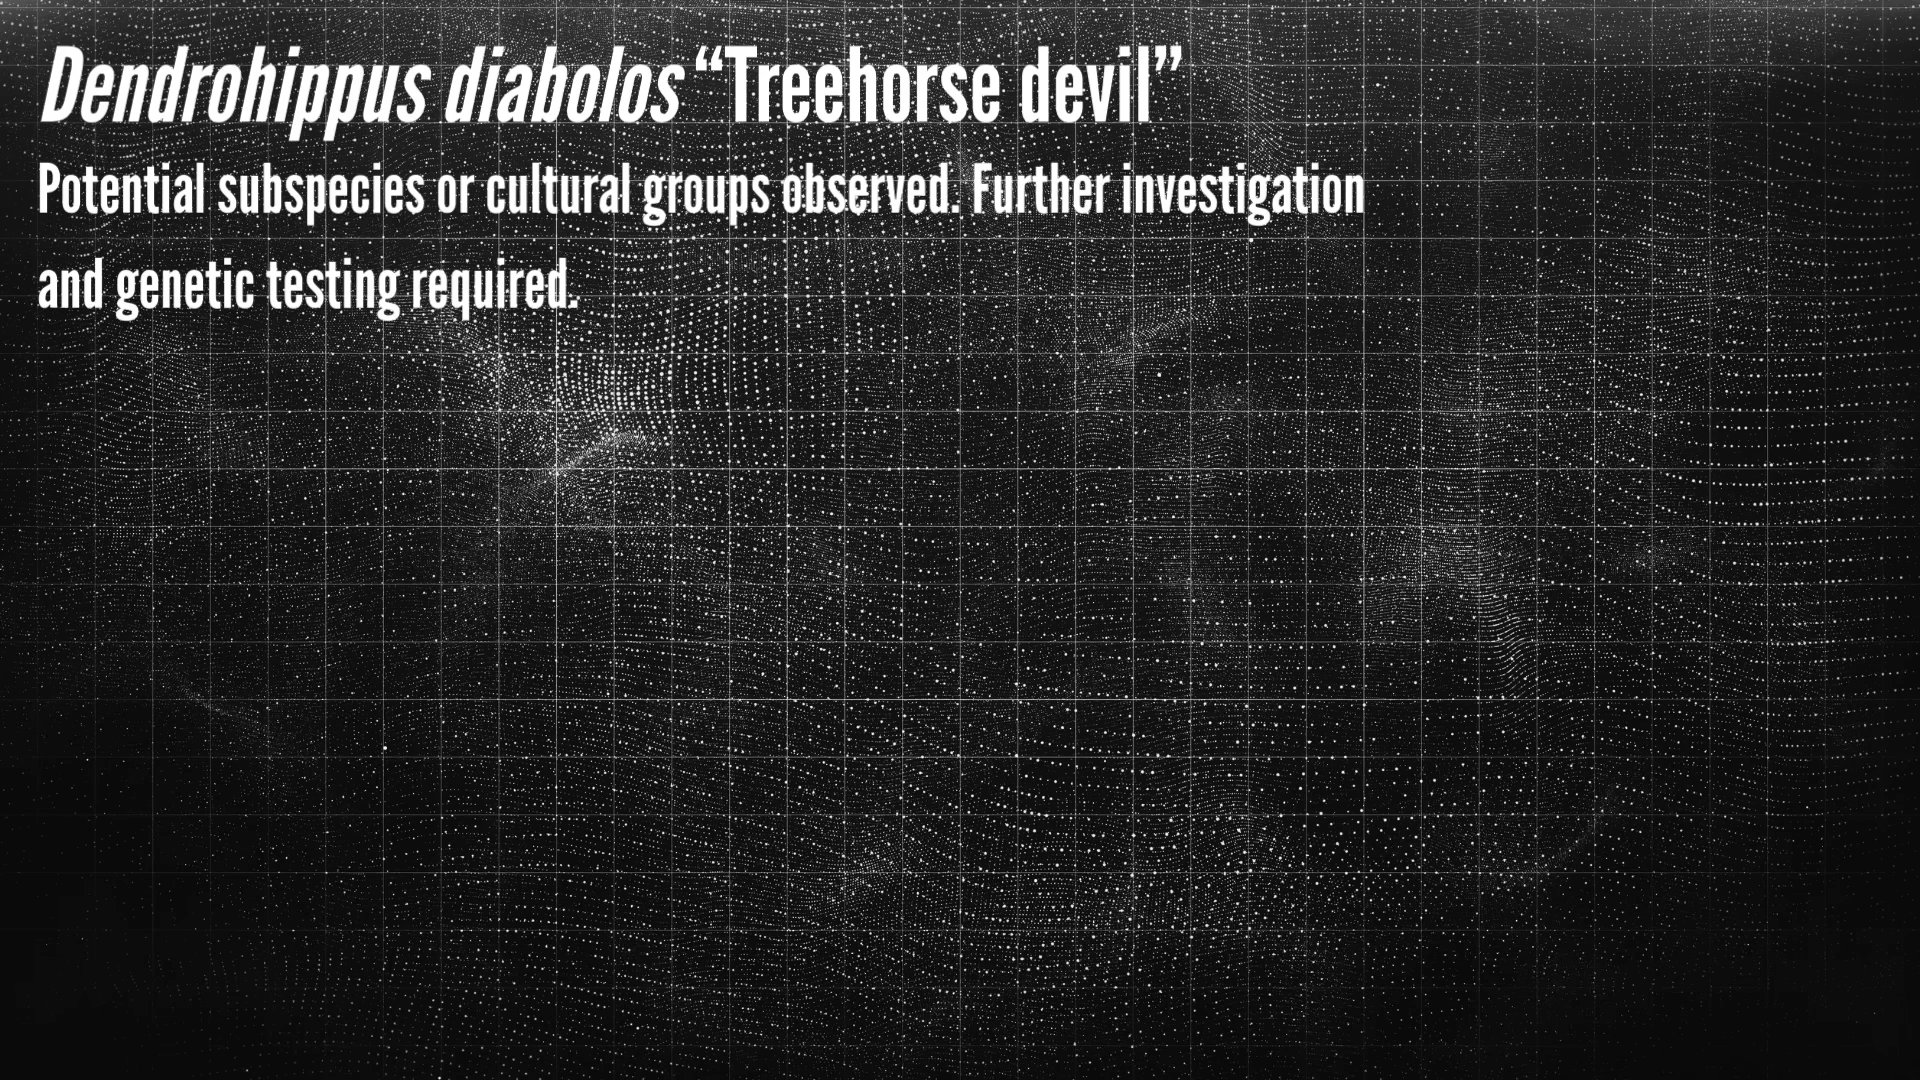 Dendrohippus diabolos “Treehorse devil”
Potential subspecies or cultural groups observed. Further investigation
and genetic testing required.